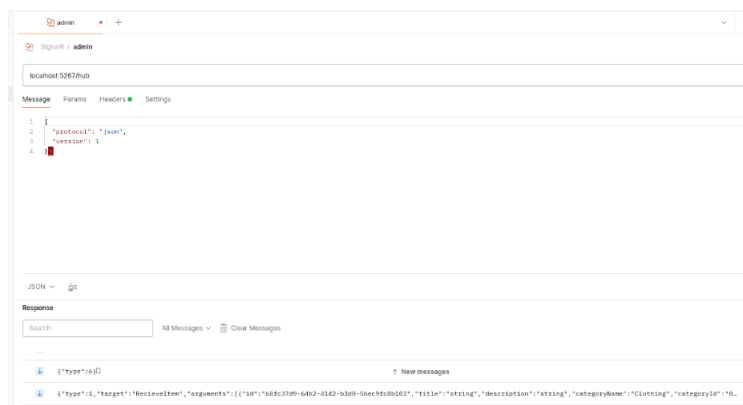 admin
SignalR / admin
localhost:5267/hub
Message Params Headers Settings
1 {
2 "protocol": "json",
3 "version": 1
4 }
JSON
Response
Search All Messages Clear Messages
{"type":6}
New messages
{"type":1,"target":"RecieveItem","arguments":[{"id":"68fc37d9-64b2-4142-b3d0-56ec9fc8b103","title":"string","description":"string","categoryName":"Clothing","categoryId":"8…